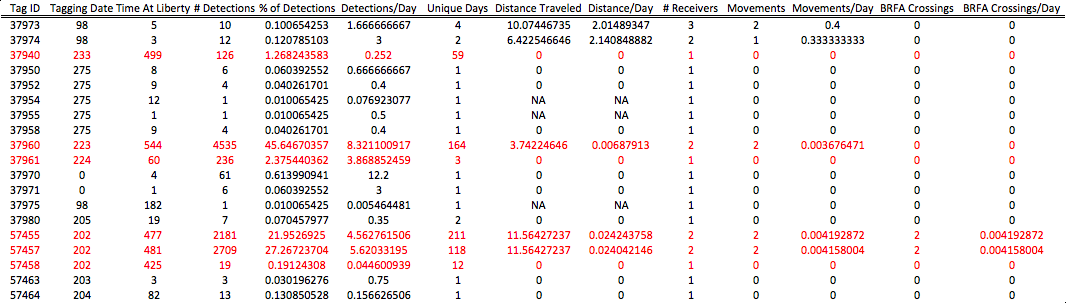 Tag ID Tagging Date Time At Liberty # Detections % of Detections Detections/Day Unique Days Distance Traveled Distance/Day # Receivers Movements Movements/Day BRFA Crossings BRFA Crossings/Day
37973 98 5 10 0.100654253 1.666666667 4 10.07446735 2.01489347 3 2 0.4 0 0
37974 98 3 12 0.120785103 3 2 6.422546646 2.140848882 2 1 0.333333333 0 0
37940 233 499 126 1.268243583 0.252 59 0 0 1 0 0 0 0
37950 275 8 6 0.060392552 0.666666667 1 0 0 1 0 0 0 0
37952 275 9 4 0.040261701 0.4 1 0 0 1 0 0 0 0
37954 275 12 1 0.010065425 0.076923077 1 NA NA 1 0 0 0 0
37955 275 1 1 0.010065425 0.5 1 NA NA 1 0 0 0 0
37958 275 9 4 0.040261701 0.4 1 0 0 1 0 0 0 0
37960 223 544 4535 45.64670357 8.321100917 164 3.74224646 0.00687913 2 2 0.003676471 0 0
37961 224 60 236 2.375440362 3.868852459 3 0 0 1 0 0 0 0
37970 0 4 61 0.613990941 12.2 1 0 0 1 0 0 0 0
37971 0 1 6 0.060392552 3 1 0 0 1 0 0 0 0
37975 98 182 1 0.010065425 0.005464481 1 NA NA 1 0 0 0 0
37980 205 19 7 0.070457977 0.35 2 0 0 1 0 0 0 0
57455 202 477 2181 21.9526925 4.562761506 211 11.56427237 0.024243758 2 2 0.004192872 2 0.004192872
57457 202 481 2709 27.26723704 5.62033195 118 11.56427237 0.024042146 2 2 0.004158004 2 0.004158004
57458 202 425 19 0.19124308 0.044600939 12 0 0 1 0 0 0 0
57463 203 3 3 0.030196276 0.75 1 0 0 1 0 0 0 0
57464 204 82 13 0.130850528 0.156626506 1 0 0 1 0 0 0 0